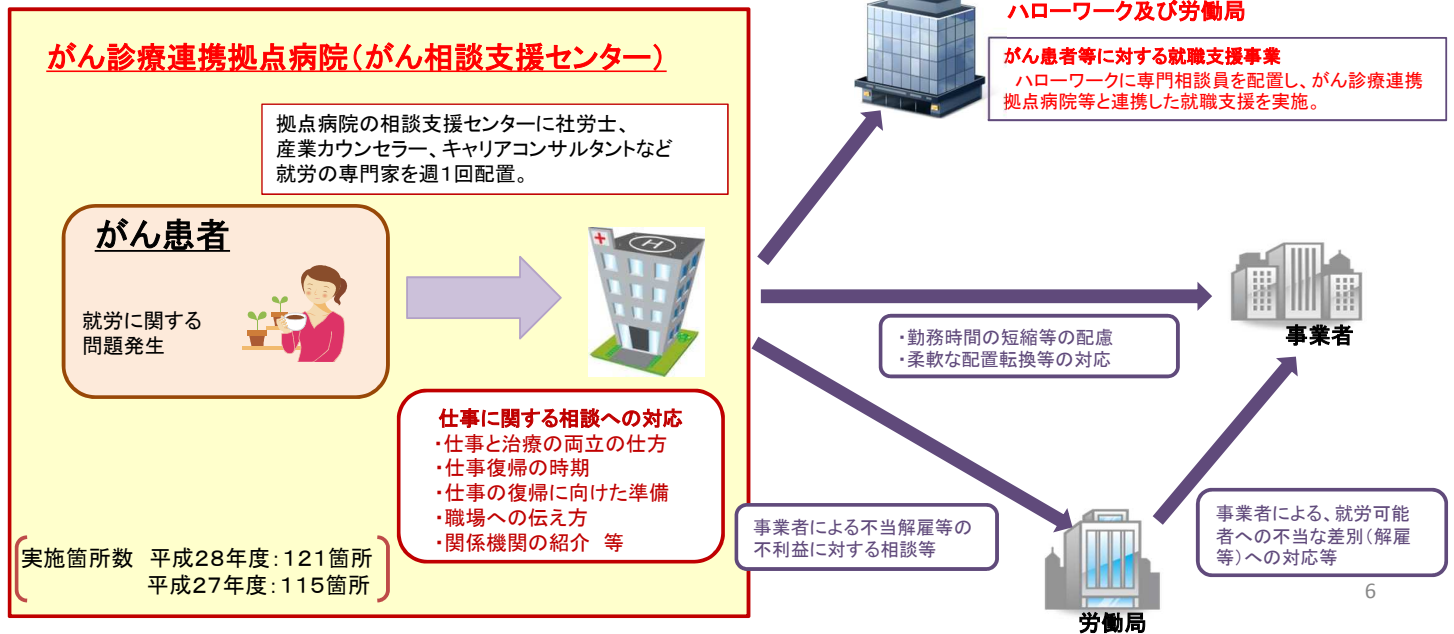 がん診療連携拠点病院(がん相談支援センター)
拠点病院の相談支援センターに社労士、
産業カウンセラー、キャリアコンサルタントなど
就労の専門家を週1回配置。
がん患者
就労に関する
問題発生
H
仕事に関する相談への対応
・仕事と治療の両立の仕方
・仕事復帰の時期
・仕事の復帰に向けた準備
・職場への伝え方
・関係機関の紹介 等
実施箇所数 平成28年度:121箇所
平成27年度:115箇所
ハローワーク及び労働局
がん患者等に対する就職支援事業
ハローワークに専門相談員を配置し、がん診療連携
拠点病院等と連携した就職支援を実施。
・勤務時間の短縮等の配慮
・柔軟な配置転換等の対応
事業者
事業者による不当解雇等の
不利益に対する相談等
労働局
事業者による、就労可能
者への不当な差別(解雇
等)への対応等
6